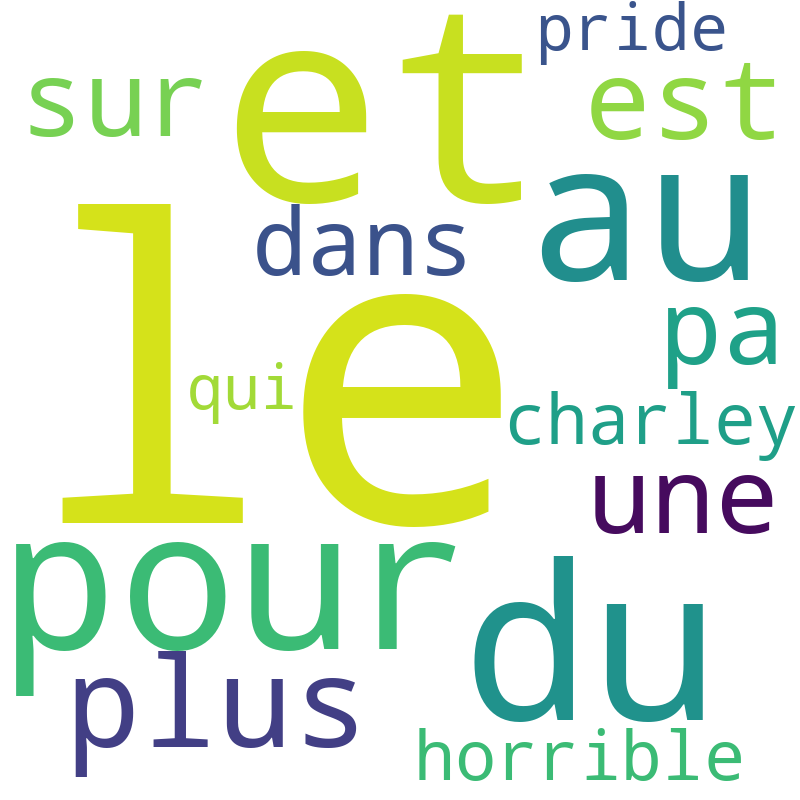 pride
et
sur
est
au
dans
le
pa
qui
charley
une
pour
du
plus
horrible